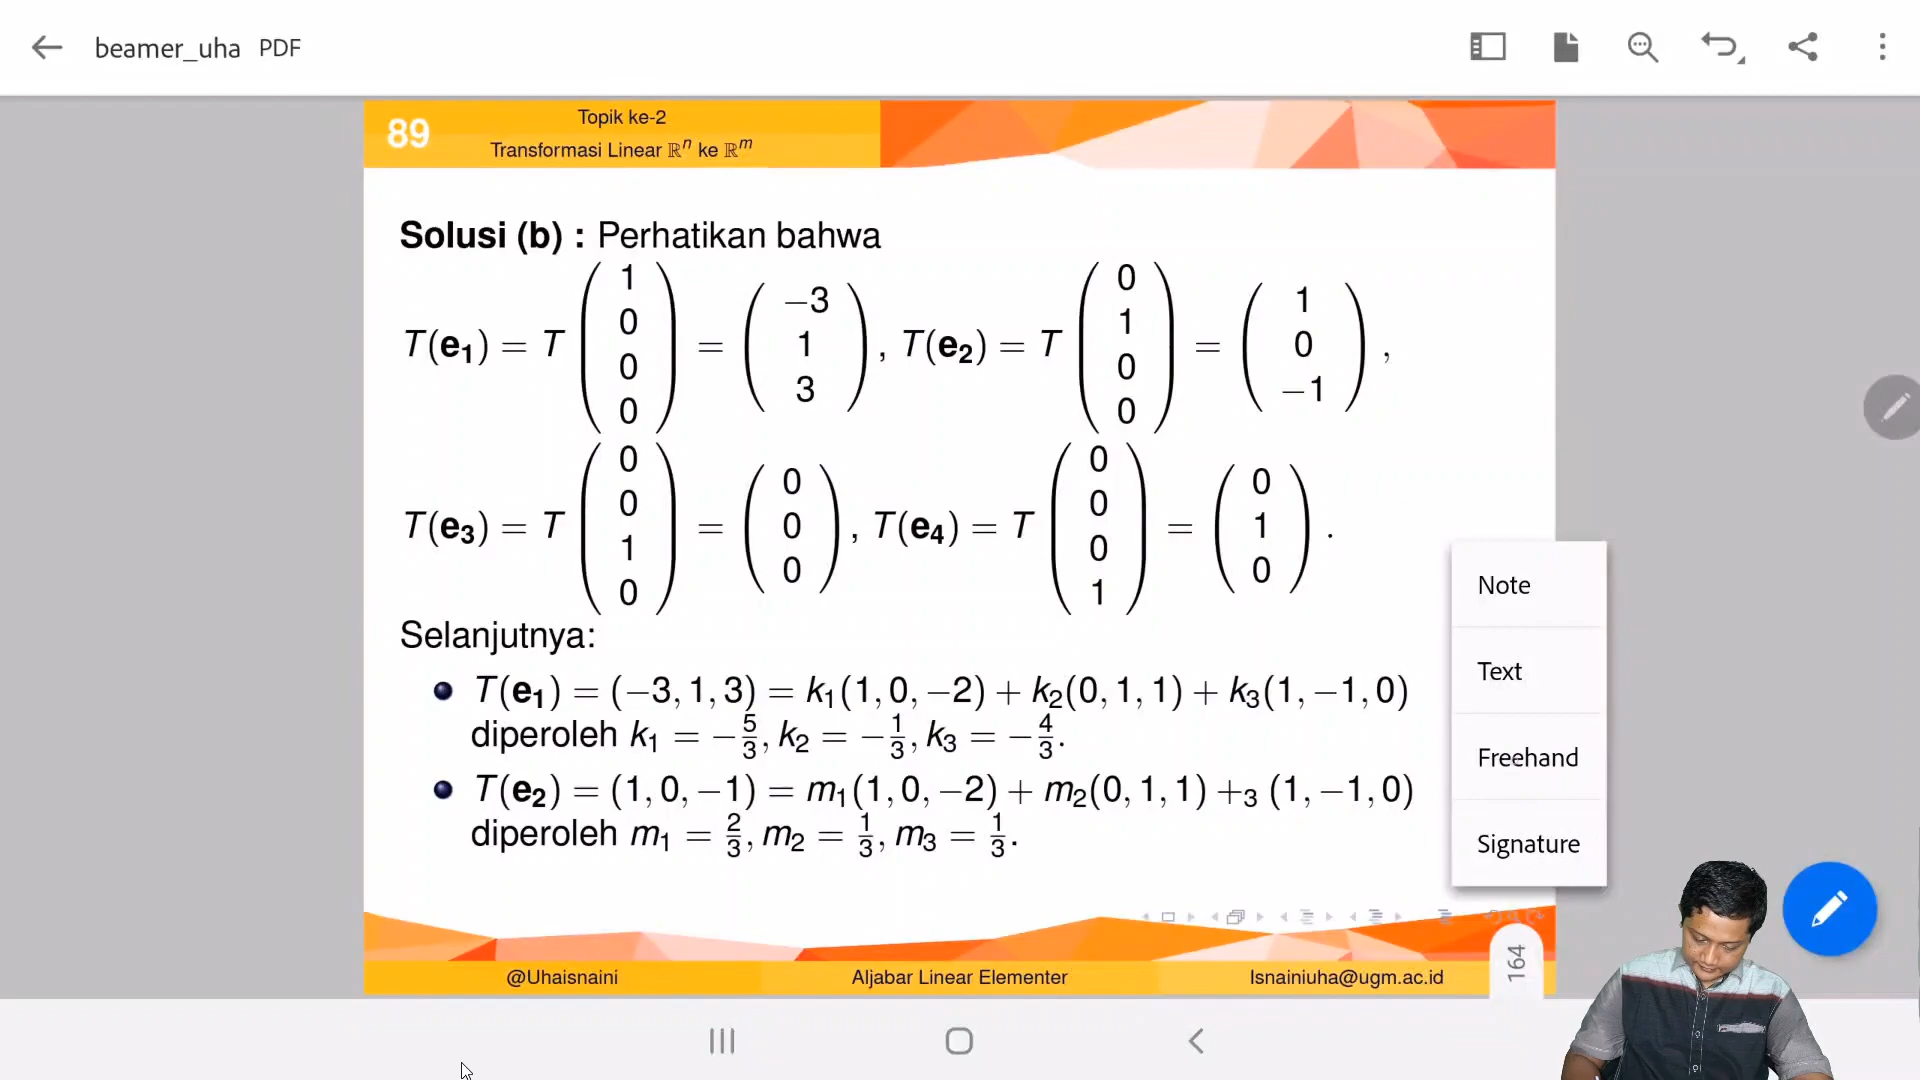 beamer_uha PDF
89
Topik ke-2
Transformasi Linear ℝⁿ ke ℝᵐ
Solusi (b) : Perhatikan bahwa
T(e₁) = T (1 0 0 0) = (−3 1 3), T(e₂) = T (0 1 0 0) = (1 0 −1),
T(e₃) = T (0 0 1 0) = (0 0 0), T(e₄) = T (0 0 0 1) = (0 1 0).
Selanjutnya:
T(e₁) = (−3, 1, 3) = k₁(1, 0, −2) + k₂(0, 1, 1) + k₃(1, −1, 0)
diperoleh k₁ = −5/3, k₂ = −1/3, k₃ = −4/3.
T(e₂) = (1, 0, −1) = m₁(1, 0, −2) + m₂(0, 1, 1) +₃ (1, −1, 0)
diperoleh m₁ = 2/3, m₂ = 1/3, m₃ = 1/3.
Note
Text
Freehand
Signature
@Uhaisnaini Aljabar Linear Elementer Isnainiuha@ugm.ac.id
164